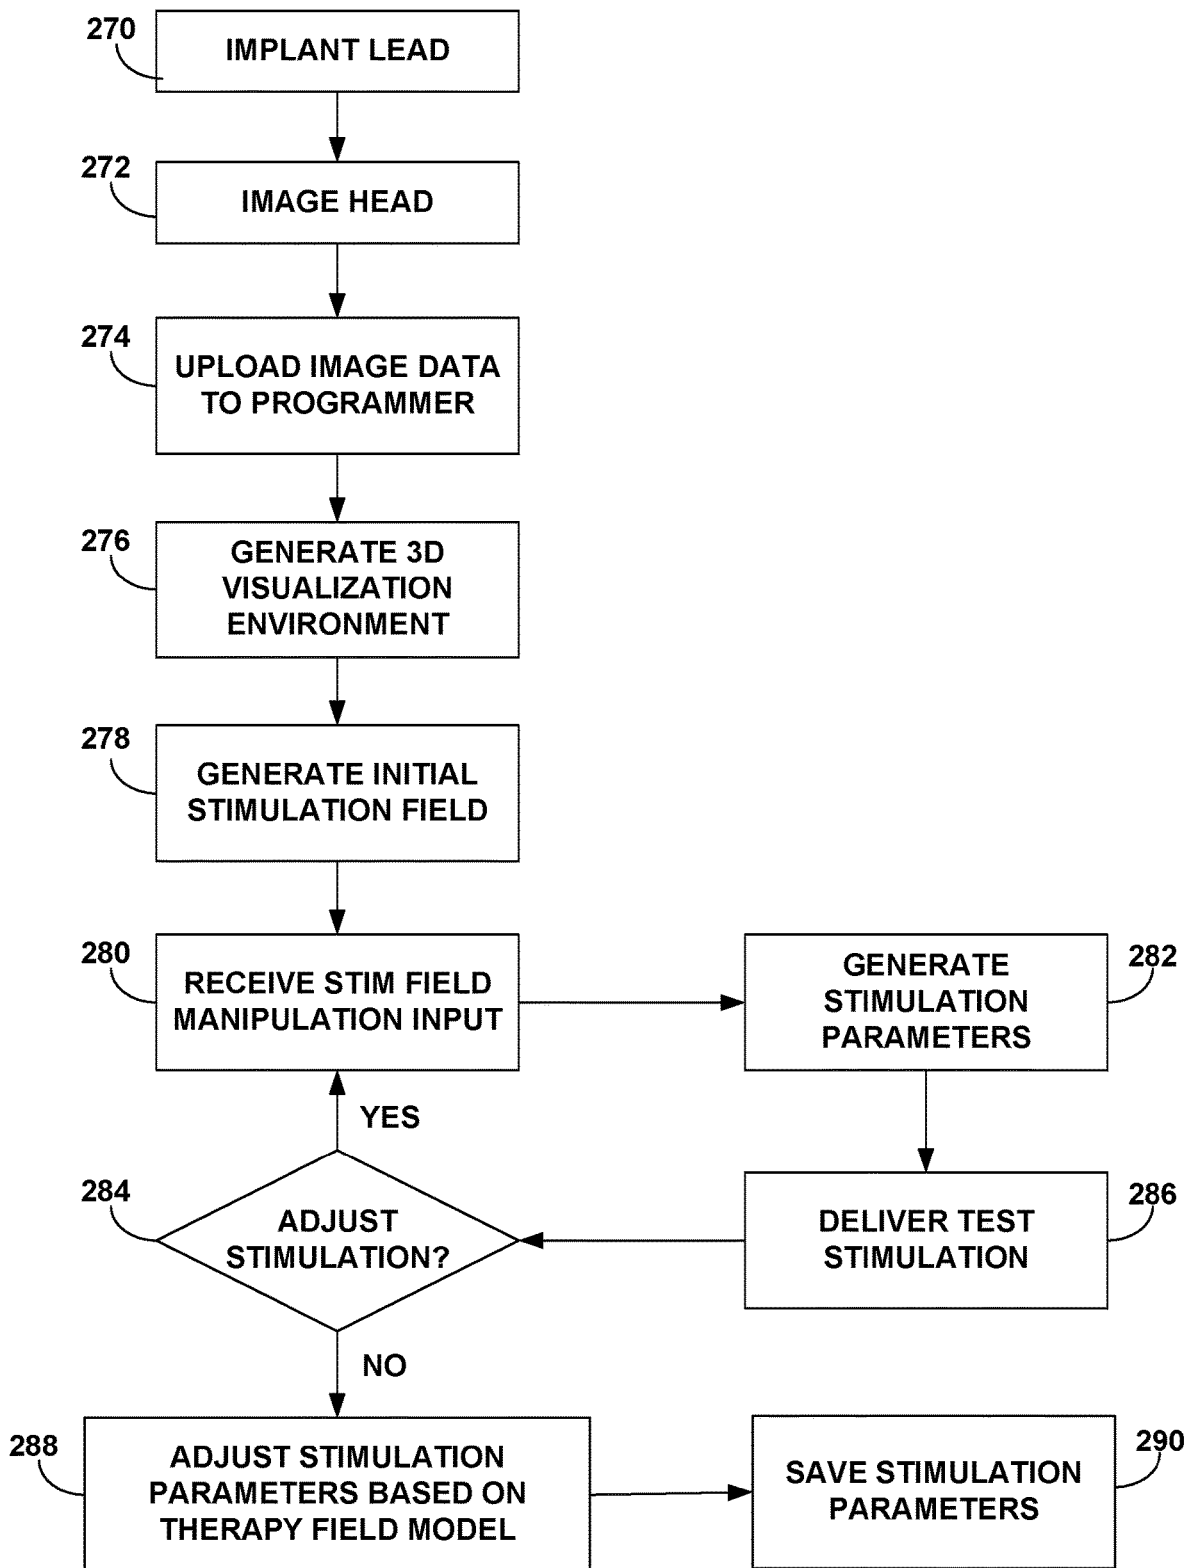 270
IMPLANT LEAD
272
IMAGE HEAD
274
UPLOAD IMAGE DATA
TO PROGRAMMER
276
GENERATE 3D
VISUALIZATION
ENVIRONMENT
278
GENERATE INITIAL
STIMULATION FIELD
280
RECEIVE STIM FIELD
MANIPULATION INPUT
282
GENERATE
STIMULATION
PARAMETERS
YES
284
ADJUST
STIMULATION?
286
DELIVER TEST
STIMULATION
NO
288
ADJUST STIMULATION
PARAMETERS BASED ON
THERAPY FIELD MODEL
290
SAVE STIMULATION
PARAMETERS